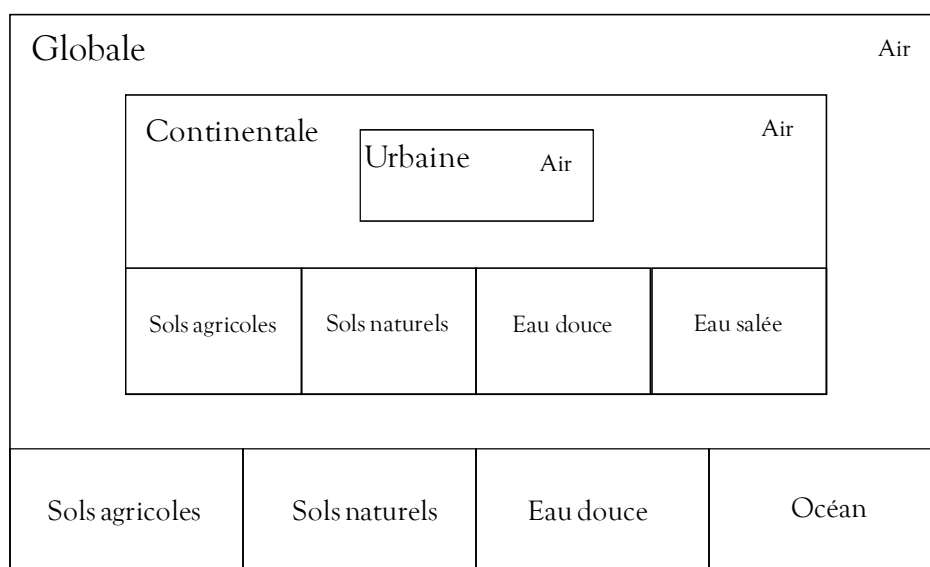 Globale
Air
Continentale
Air
Urbaine
Air
Sols agricoles
Sols naturels
Eau douce
Eau salée
Sols agricoles
Sols naturels
Eau douce
Océan